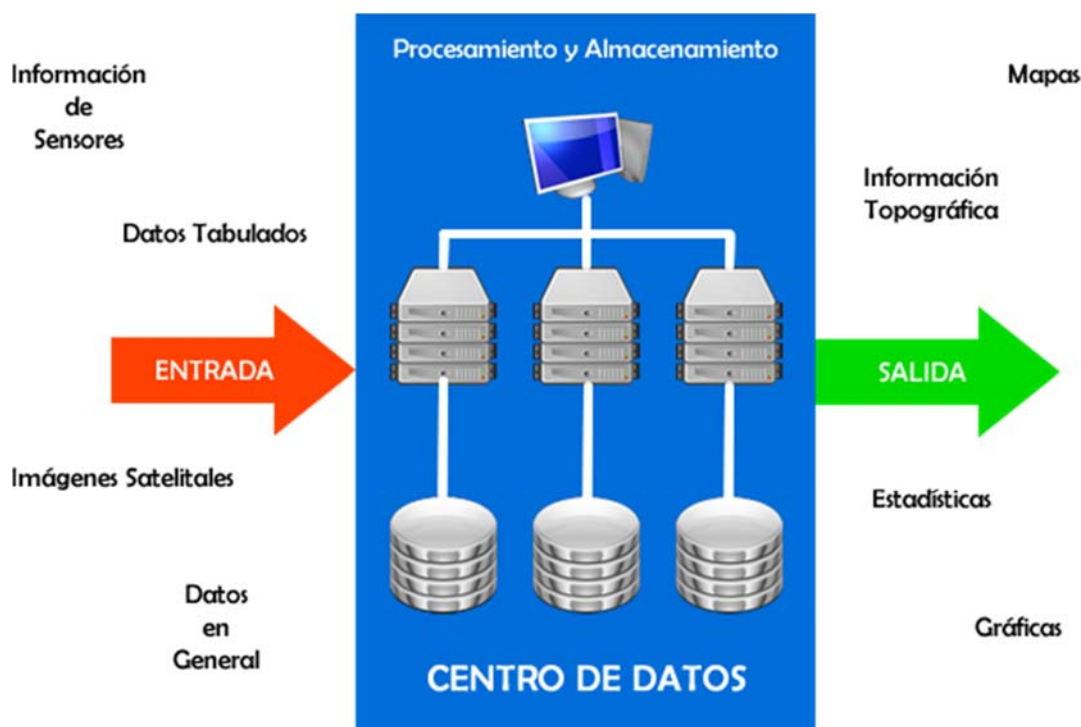 Información
de
Sensores
Datos Tabulados
ENTRADA
Imágenes Satelitales
Datos
en
General
Procesamiento y Almacenamiento
CENTRO DE DATOS
Mapas
Información
Topográfica
SALIDA
Estadísticas
Gráficas